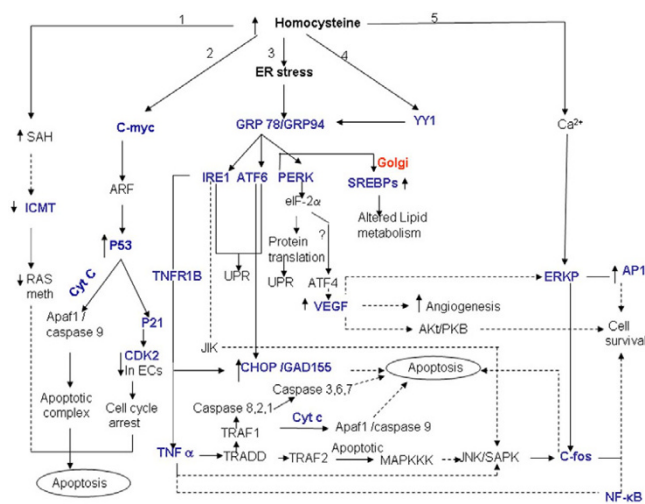 1
Homocysteine
5
2
3
4
ER stress
SAH
C-myc
GRP 78/GRP94
YY1
Ca²⁺
Golgi
ICMT
ARF
IRE1 ATF6 PERK
SREBPs
eIF-2α
Altered Lipid
metabolism
P53
?
Protein
translation
RAS
meth
Cyt C
TNFR1B
UPR
UPR
ATF4
ERKP
AP1
VEGF
Angiogenesis
Apaf1 /
caspase 9
P21
AKt/PKB
Cell
survival
JIK
CDK2
In ECs
CHOP /GAD155
Apoptosis
Caspase 3,6,7
Apoptotic
complex
Cell cycle
arrest
Caspase 8,2,1
Cyt c
TRAF1
Apaf1 /caspase 9
Apoptotic
TNF α
TRADD
TRAF2
MAPKKK
JNK/SAPK
C-fos
Apoptosis
NF-κB